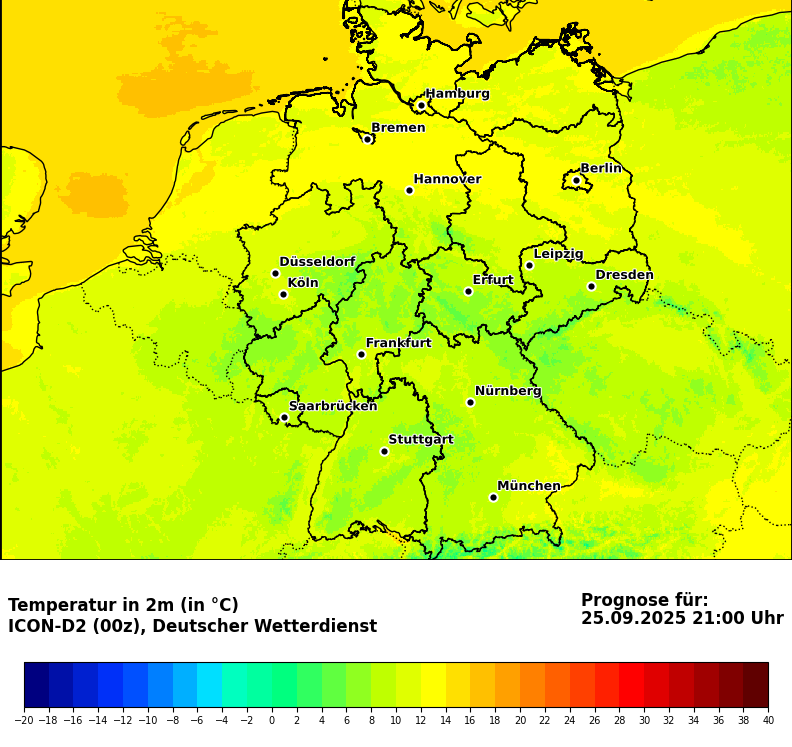 Hamburg
Bremen
Berlin
Hannover
Leipzig
Düsseldorf
Dresden
Köln
Erfurt
Frankfurt
Nürnberg
Saarbrücken
Stuttgart
München
Temperatur in 2m (in °C)
ICON-D2 (00z), Deutscher Wetterdienst
Prognose für:
25.09.2025 21:00 Uhr
−20 −18 −16 −14 −12 −10 −8 −6 −4 −2 0 2 4 6 8 10 12 14 16 18 20 22 24 26 28 30 32 34 36 38 40